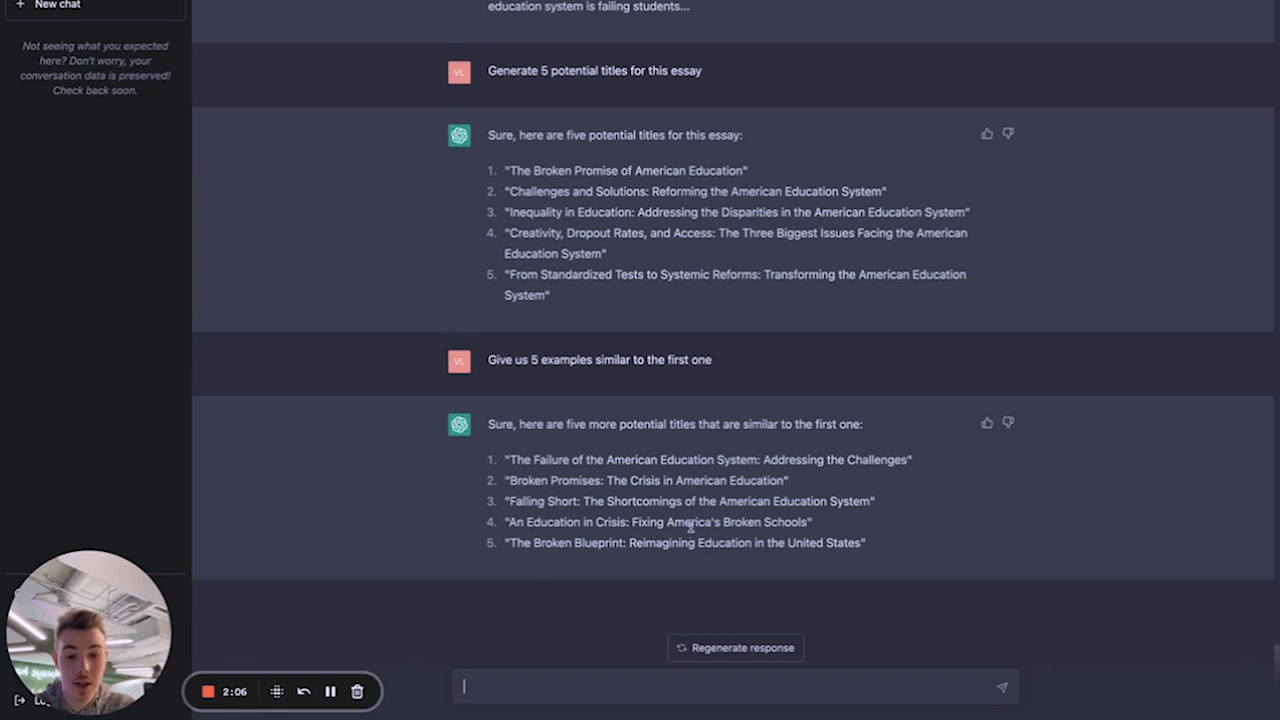 + New chat
education system is failing students...
Not seeing what you expected
here? Don't worry, your
conversation data is preserved!
Check back soon.
VL
Generate 5 potential titles for this essay
Sure, here are five potential titles for this essay:
1. "The Broken Promise of American Education"
2. "Challenges and Solutions: Reforming the American Education System"
3. "Inequality in Education: Addressing the Disparities in the American Education System"
4. "Creativity, Dropout Rates, and Access: The Three Biggest Issues Facing the American
Education System"
5. "From Standardized Tests to Systemic Reforms: Transforming the American Education
System"
VL
Give us 5 examples similar to the first one
Sure, here are five more potential titles that are similar to the first one:
1. "The Failure of the American Education System: Addressing the Challenges"
2. "Broken Promises: The Crisis in American Education"
3. "Falling Short: The Shortcomings of the American Education System"
4. "An Education in Crisis: Fixing America's Broken Schools"
5. "The Broken Blueprint: Reimagining Education in the United States"
Regenerate response
2:06